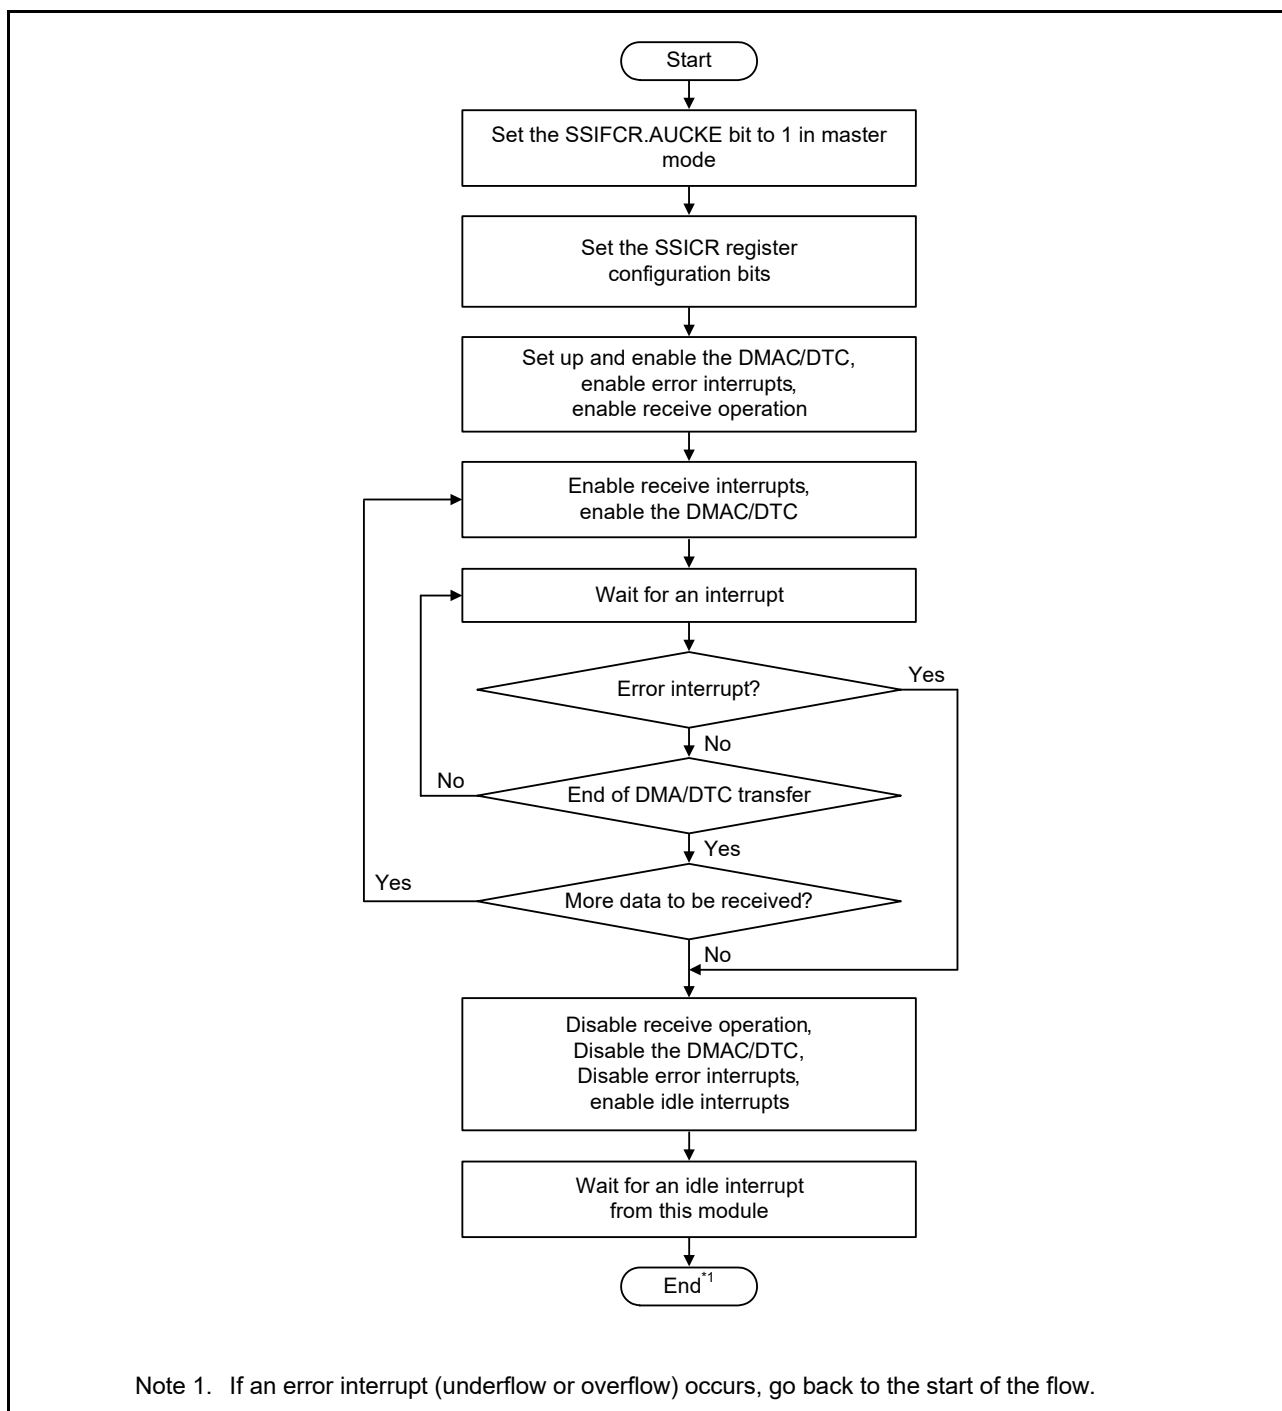 Start
Set the SSIFCR.AUCKE bit to 1 in master
mode
Set the SSICR register
configuration bits
Set up and enable the DMAC/DTC,
enable error interrupts,
enable receive operation
Enable receive interrupts,
enable the DMAC/DTC
Wait for an interrupt
Error interrupt?
Yes
No
End of DMA/DTC transfer
No
Yes
More data to be received?
Yes
No
Disable receive operation,
Disable the DMAC/DTC,
Disable error interrupts,
enable idle interrupts
Wait for an idle interrupt
from this module
End*1
Note 1. If an error interrupt (underflow or overflow) occurs, go back to the start of the flow.